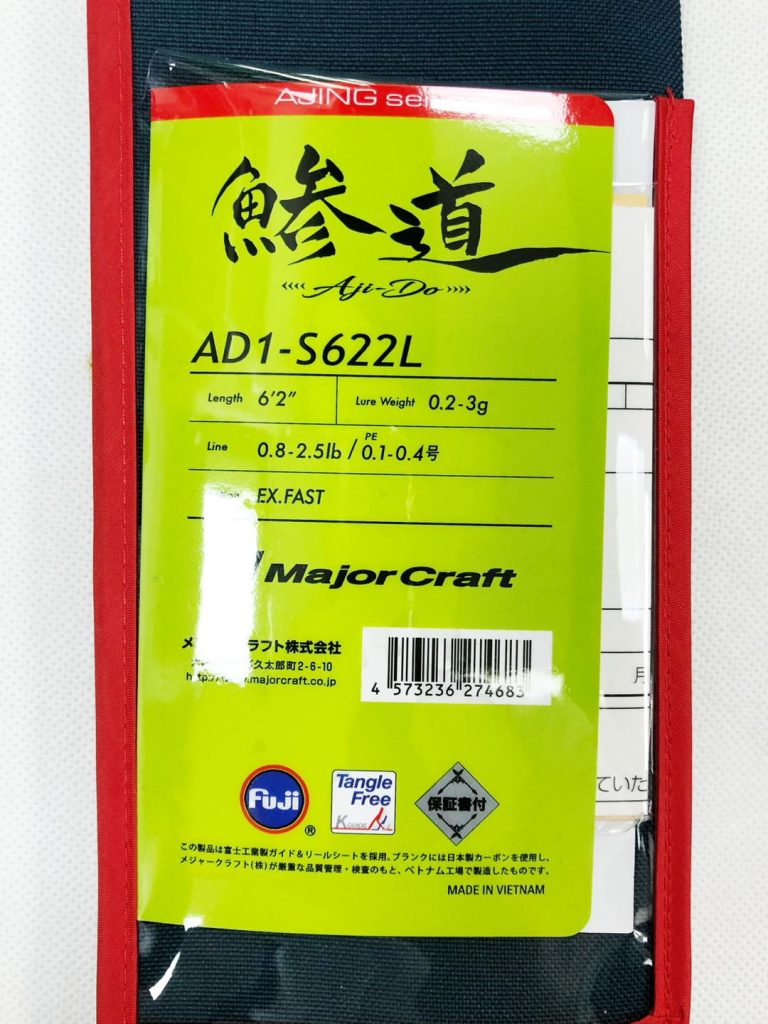 AJING
鯵道
Aji-Do
AD1-S622L
Length 6'2" Lure Weight 0.2-3g
Line 0.8-2.5lb / PE 0.1-0.4号
EX.FAST
Major Craft
メジャークラフト株式会社
久太郎町2-6-10
majorcraft.co.jp
4 573236 274683
Fuji ®
Tangle
Free
保証書付
この製品は富士工業製ガイド&リールシートを採用。ブランクには日本製カーボンを使用し、
メジャークラフト(株)が厳重な品質管理・検査のもと、ベトナム工場で製造したものです。
MADE IN VIETNAM
月
ていた